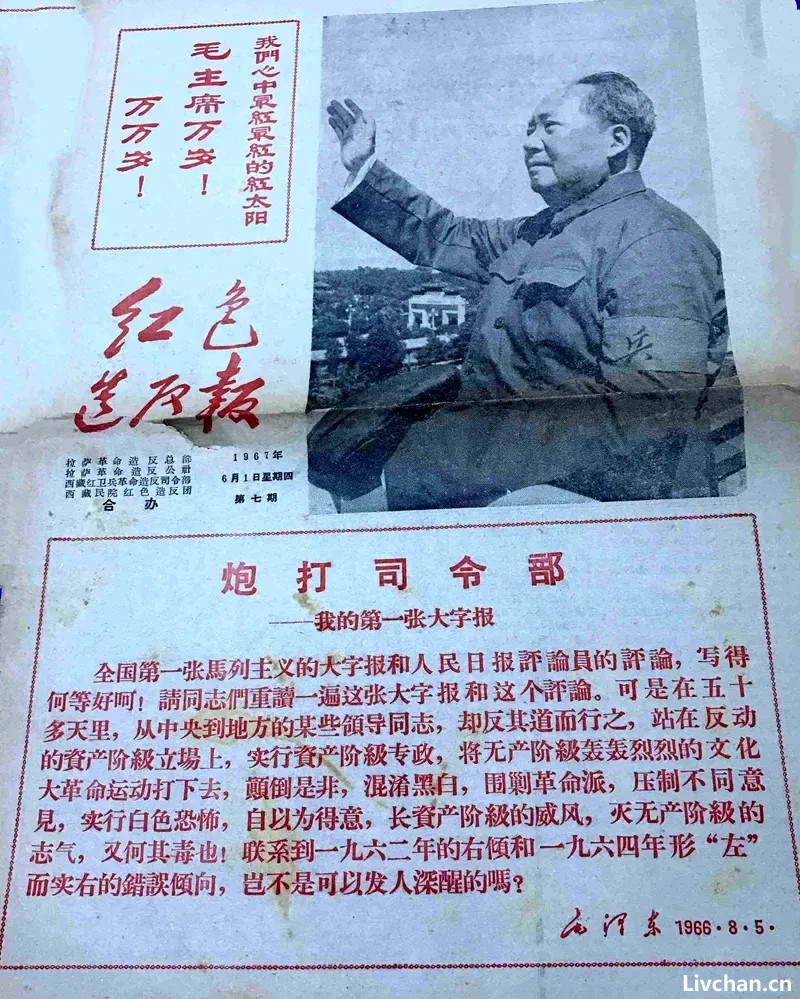 我們心中最紅最紅的紅太阳
毛主席万岁！
万万岁！
红色
造反报
拉萨革命造反总部
拉萨革命造反公社
西藏红卫兵革命造反司令部
西藏民院红色造反团
合办
1967年
6月1日星期四
第七期
兵
炮打司令部
——我的第一张大字报
全国第一张馬列主义的大字报和人民日报評論員的評論，写得
何等好呵！請同志們重讀一遍这张大字报和这个評論。可是在五十
多天里，从中央到地方的某些領导同志，却反其道而行之，站在反动
的資产阶級立場上，实行資产阶級专政，将无产阶級轰轰烈烈的文化
大革命运动打下去，顚倒是非，混淆黑白，围剿革命派，压制不同意
見，实行白色恐怖，自以为得意，长資产阶級的威风，灭无产阶級的
志气，又何其毒也！联系到一九六二年的右傾和一九六四年形“左”
而实右的錯誤傾向，豈不是可以发人深醒的嗎？
毛泽东 1966·8·5·
Livchan.cn